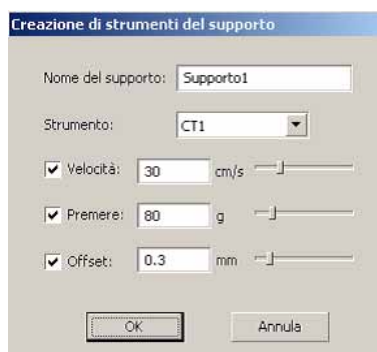 Creazione di strumenti del supporto
Nome del supporto: Supporto1
Strumento: CT1
Velocità: 30 cm/s
Premere: 80 g
Offset: 0.3 mm
OK Annulla